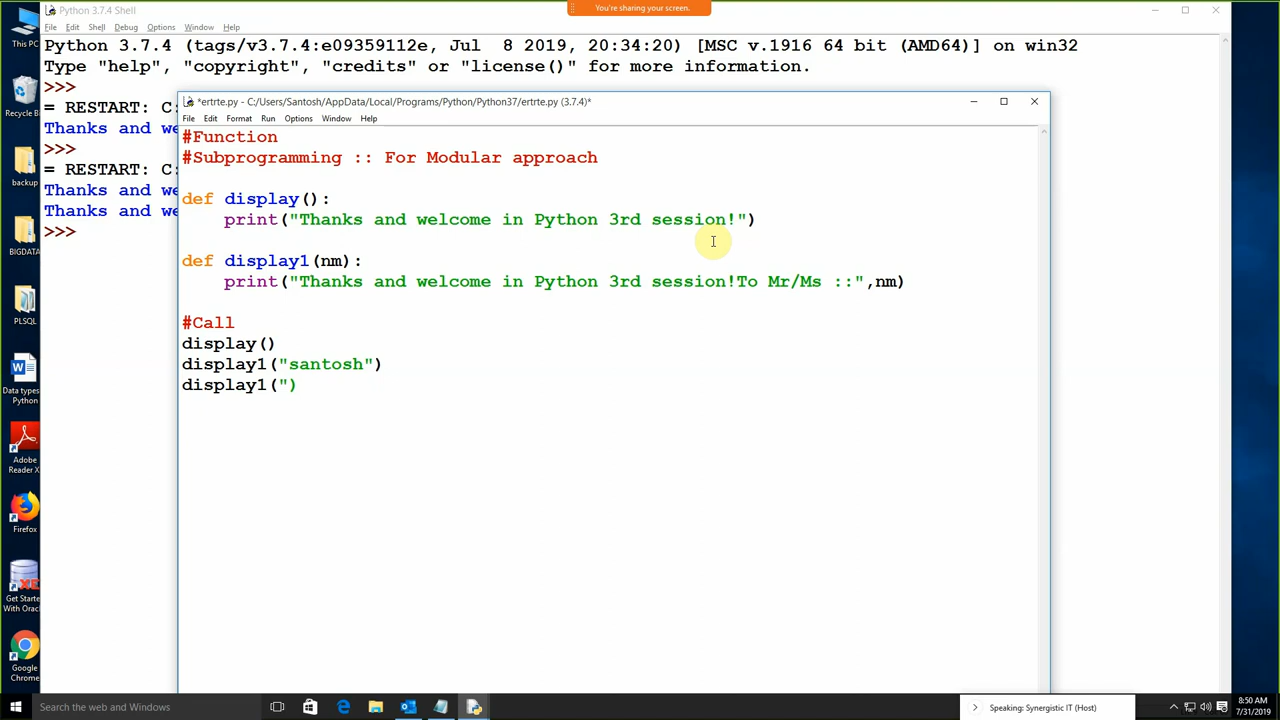 This PC
Recycle B
backup
BIGDATA
PLSQL
Data types
Python
Adobe
Reader X
Firefox
Get Starte
With Orac
Google
Chrome
Python 3.7.4 Shell
You're sharing your screen.
File Edit Shell Debug Options Window Help
Python 3.7.4 (tags/v3.7.4:e09359112e, Jul  8 2019, 20:34:20) [MSC v.1916 64 bit (AMD64)] on win32
Type "help", "copyright", "credits" or "license()" for more information.
>>>
= RESTART: C:
Thanks and we
>>>
= RESTART: C:
Thanks and we
Thanks and we
>>>
*ertrte.py - C:/Users/Santosh/AppData/Local/Programs/Python/Python37/ertrte.py (3.7.4)*
File Edit Format Run Options Window Help
#Function
#Subprogramming :: For Modular approach
def display():
    print("Thanks and welcome in Python 3rd session!")
def display1(nm):
    print("Thanks and welcome in Python 3rd session!To Mr/Ms ::",nm)
#Call
display()
display1("santosh")
display1(")
Search the web and Windows
Speaking: Synergistic IT (Host)
8:50 AM
7/31/2019